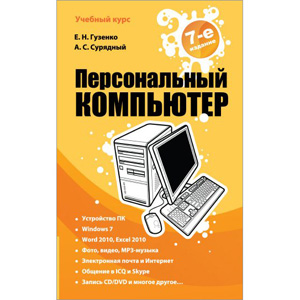 Учебный курс
Е. Н. Гузенко
А. С. Сурядный
7-е
издание
Персональный
КОМПЬЮТЕР
Устройство ПК
Windows 7
Word 2010, Excel 2010
Фото, видео, MP3-музыка
Электронная почта и Интернет
Общение в ICQ и Skype
Запись CD/DVD и многое другое...